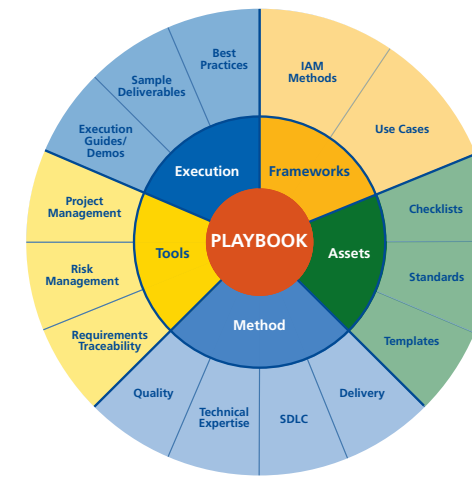 Best
Practices
IAM
Methods
Sample
Deliverables
Use Cases
Execution
Guides/
Demos
Execution
Frameworks
Project
Management
Checklists
PLAYBOOK
Tools
Assets
Risk
Management
Standards
Method
Requirements
Traceability
Templates
Quality
Technical
Expertise
SDLC
Delivery